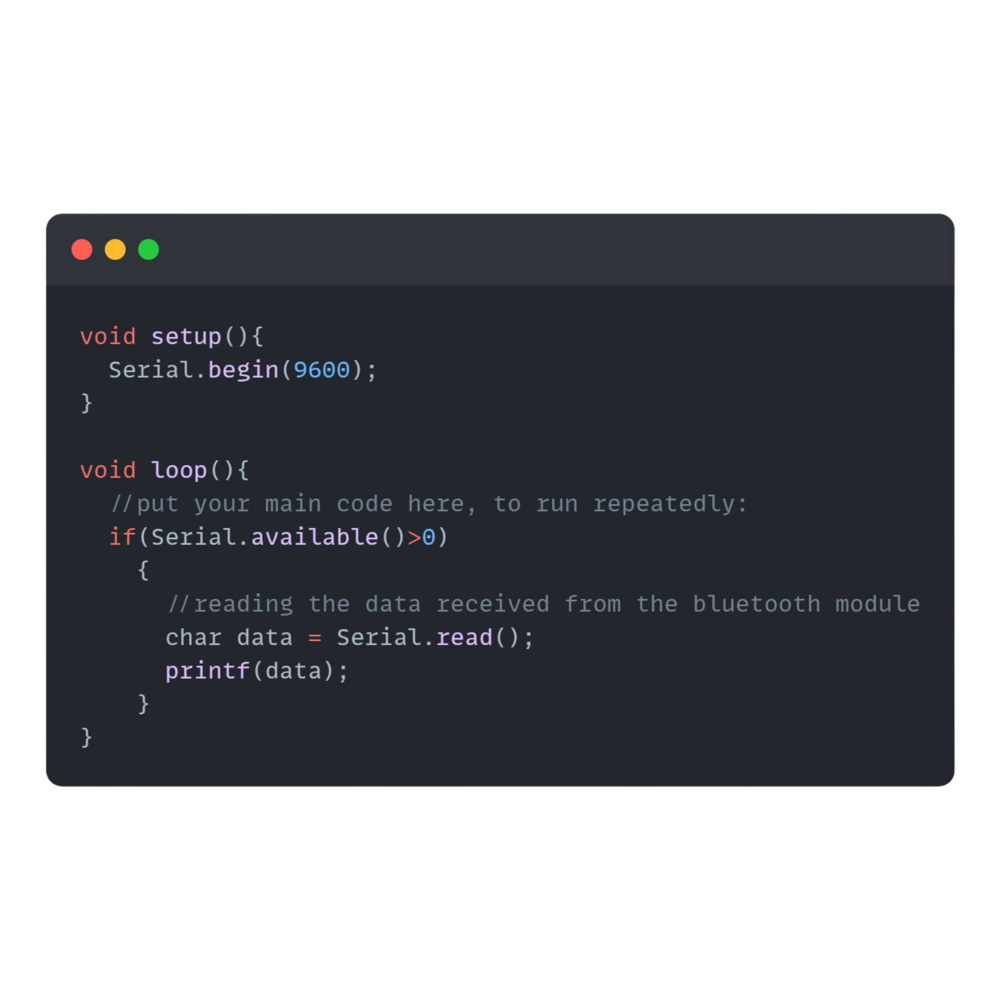 void setup(){
  Serial.begin(9600);
}

void loop(){
  //put your main code here, to run repeatedly:
  if(Serial.available()>0)
    {
      //reading the data received from the bluetooth module
      char data = Serial.read();
      printf(data);
    }
}